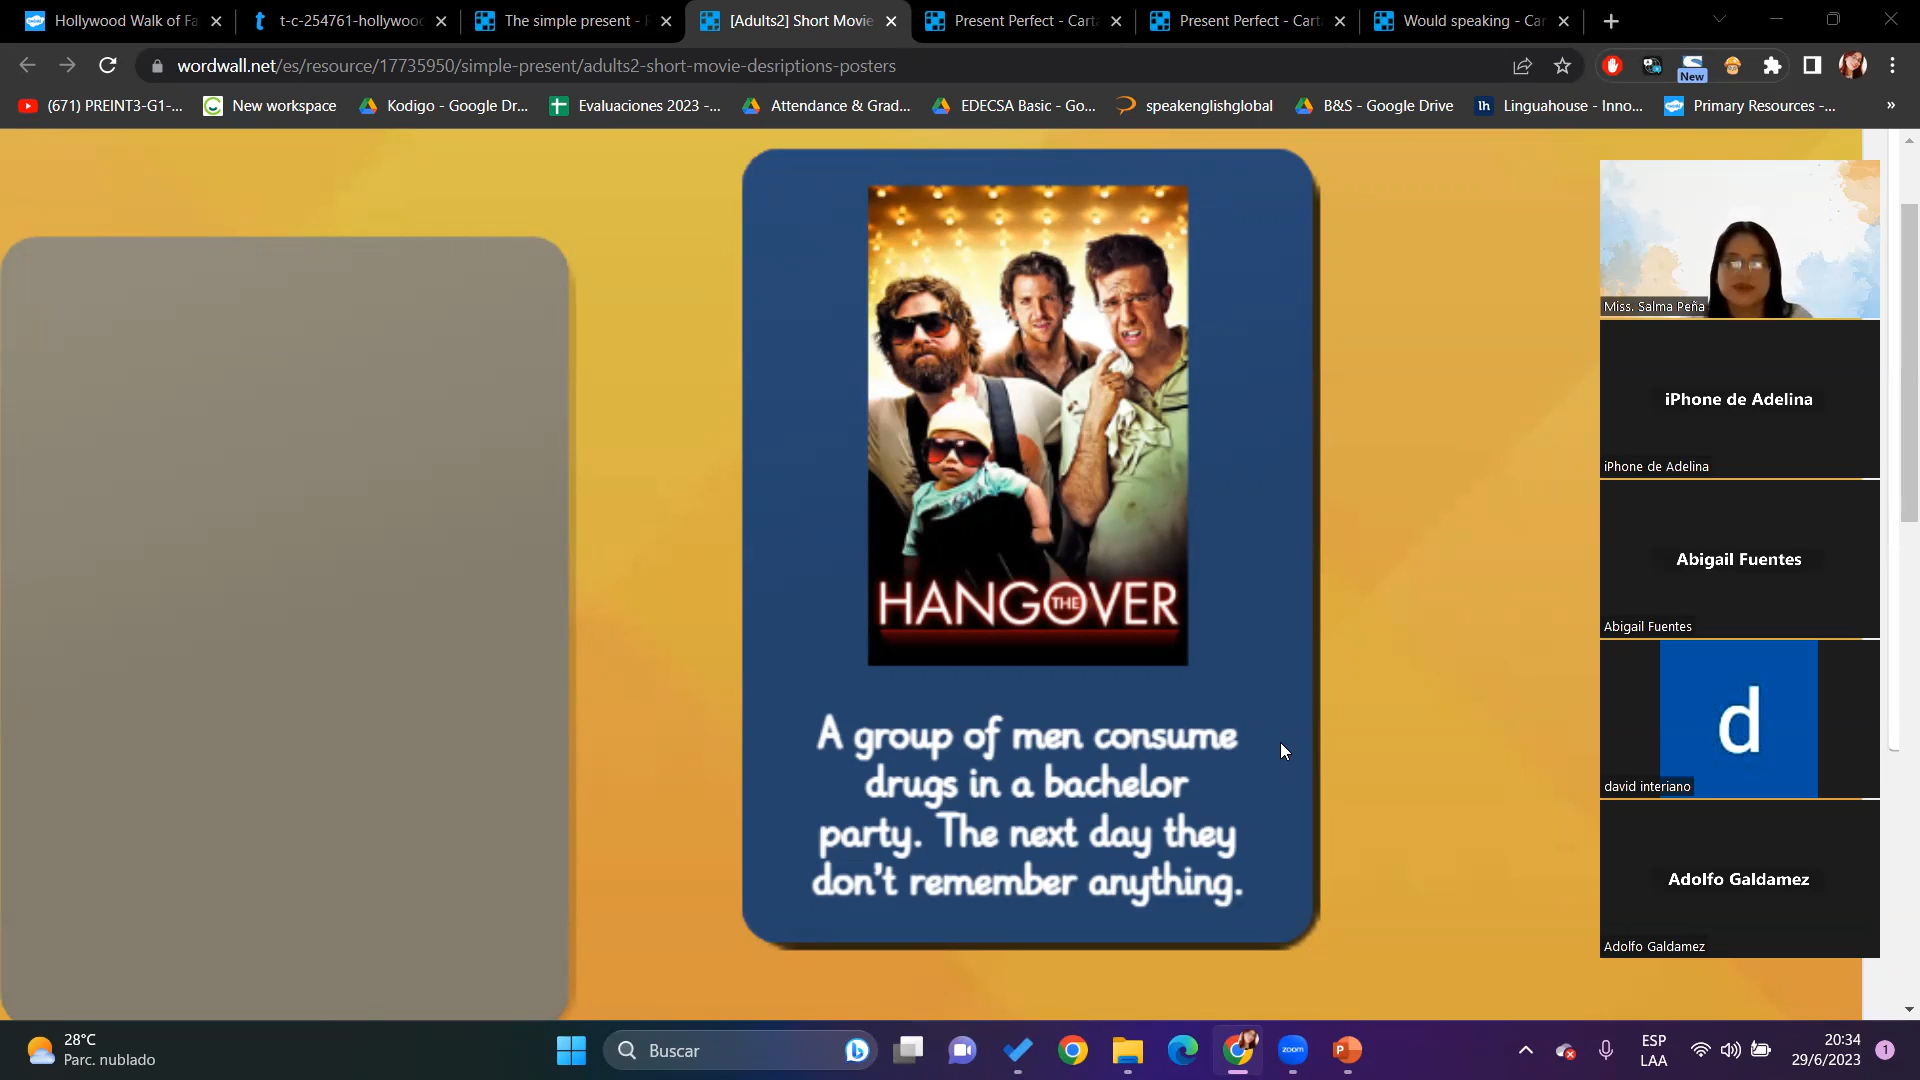 Hollywood Walk of Fa
t-c-254761-hollywood
The simple present -
[Adults2] Short Movie
Present Perfect - Carta
Present Perfect - Cart
Would speaking - Car
wordwall.net/es/resource/17735950/simple-present/adults2-short-movie-desriptions-posters
New
(671) PREINT3-G1-...
New workspace
Kodigo - Google Dr...
Evaluaciones 2023 -...
Attendance & Grad...
EDECSA Basic - Go...
speakenglishglobal
B&S - Google Drive
lh
Linguahouse - Inno...
Primary Resources -...
»
HANGOVER
THE
A group of men consume
drugs in a bachelor
party. The next day they
don't remember anything.
Miss. Salma Peña
iPhone de Adelina
iPhone de Adelina
Abigail Fuentes
Abigail Fuentes
d
david interiano
Adolfo Galdamez
Adolfo Galdamez
28°C
Parc. nublado
Buscar
zoom
ESP
LAA
20:34
29/6/2023
1